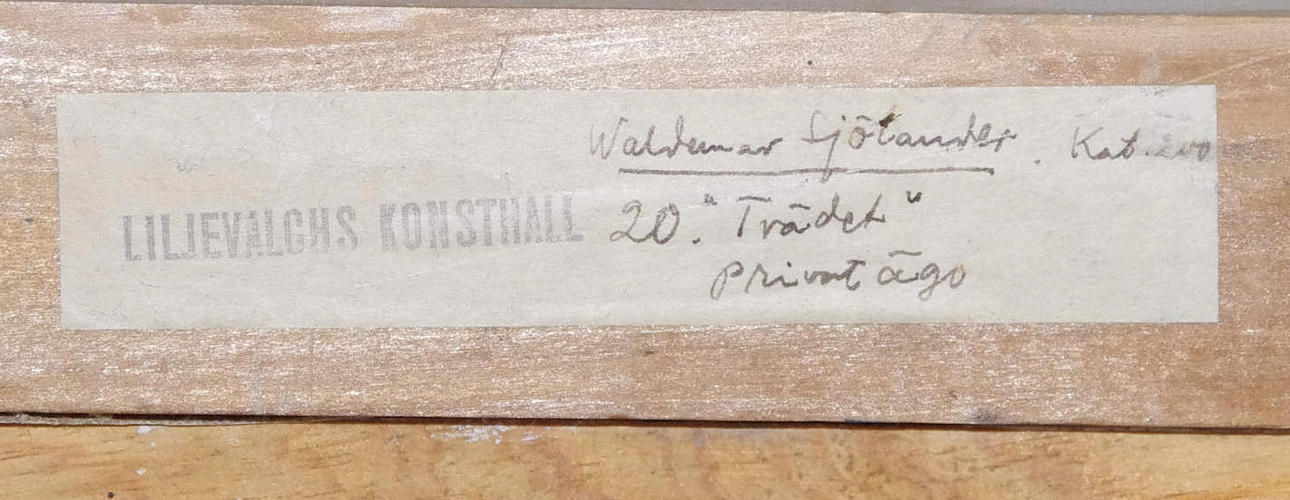 Waldemar Sjölander. Kat.
LILJEVALCHS KONSTHALL 20. "Trädet"
Privat ägo